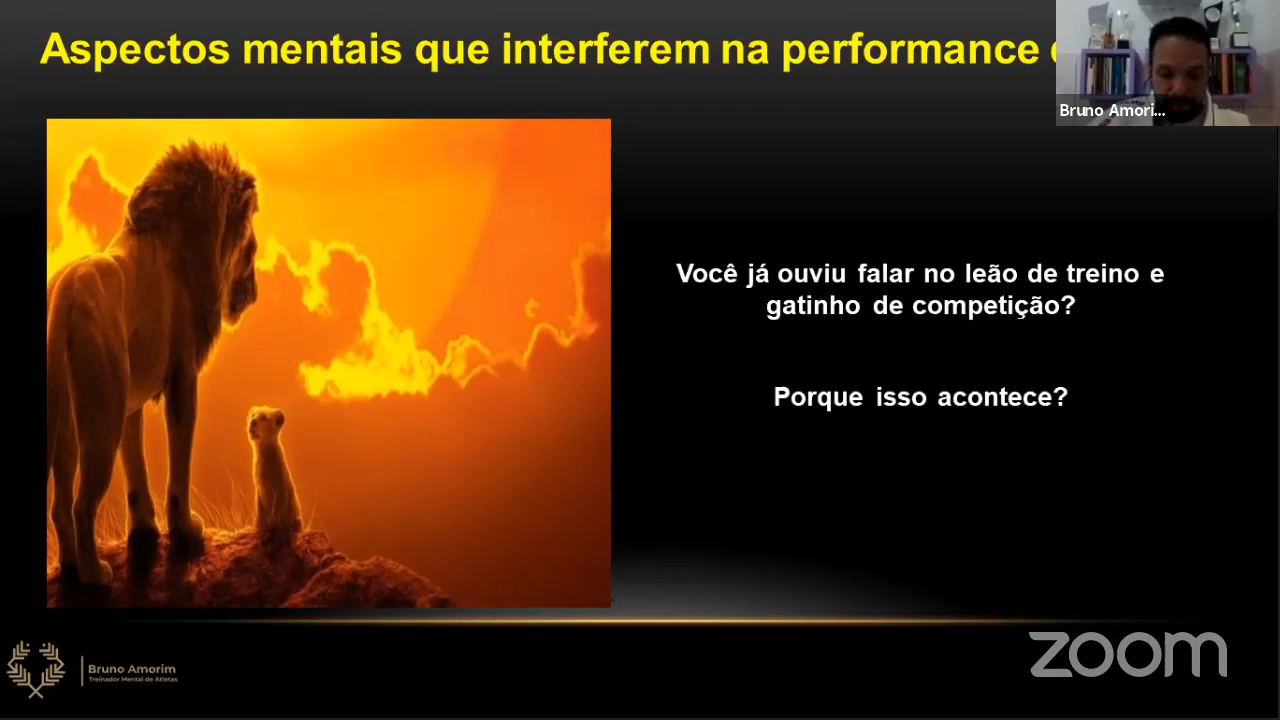 Aspectos mentais que interferem na performance
Bruno Amori...
Você já ouviu falar no leão de treino e
gatinho de competição?
Porque isso acontece?
Bruno Amorim
Treinador Mental de Atletas
zoom